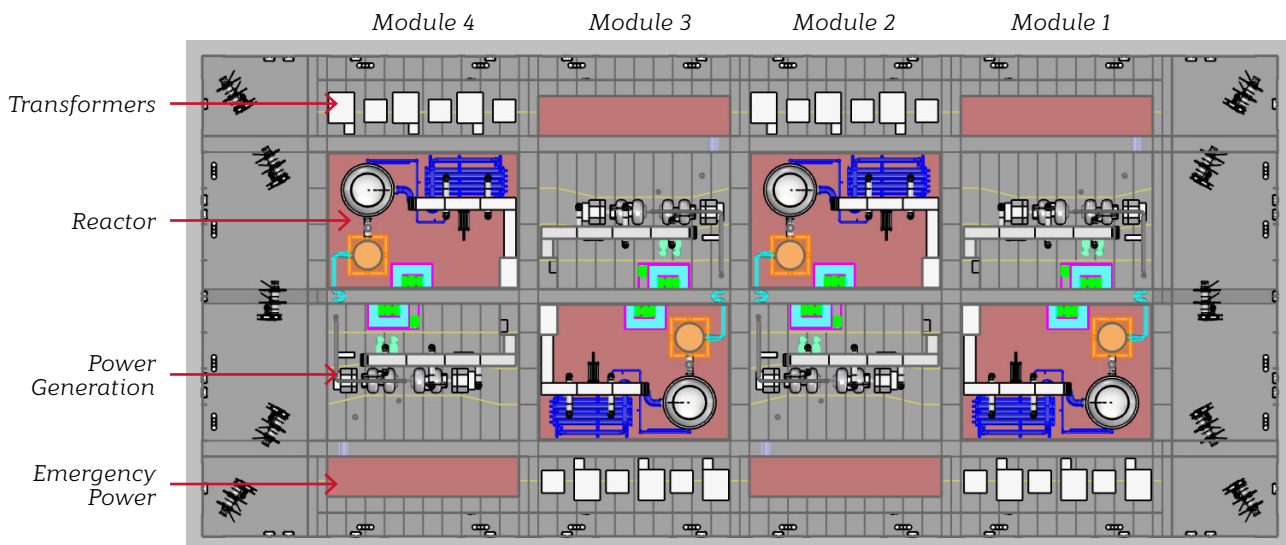 Module 4
Module 3
Module 2
Module 1
Transformers
Reactor
Power
Generation
Emergency
Power